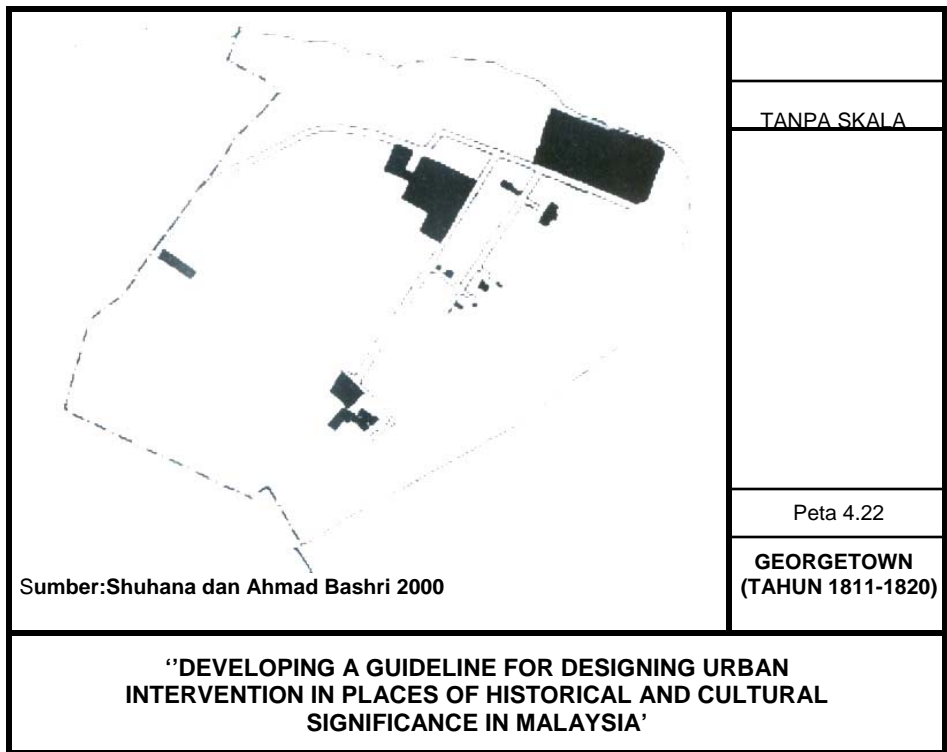 TANPA SKALA
Peta 4.22
GEORGETOWN
(TAHUN 1811-1820)
Sumber:Shuhana dan Ahmad Bashri 2000
‘’DEVELOPING A GUIDELINE FOR DESIGNING URBAN
INTERVENTION IN PLACES OF HISTORICAL AND CULTURAL
SIGNIFICANCE IN MALAYSIA’